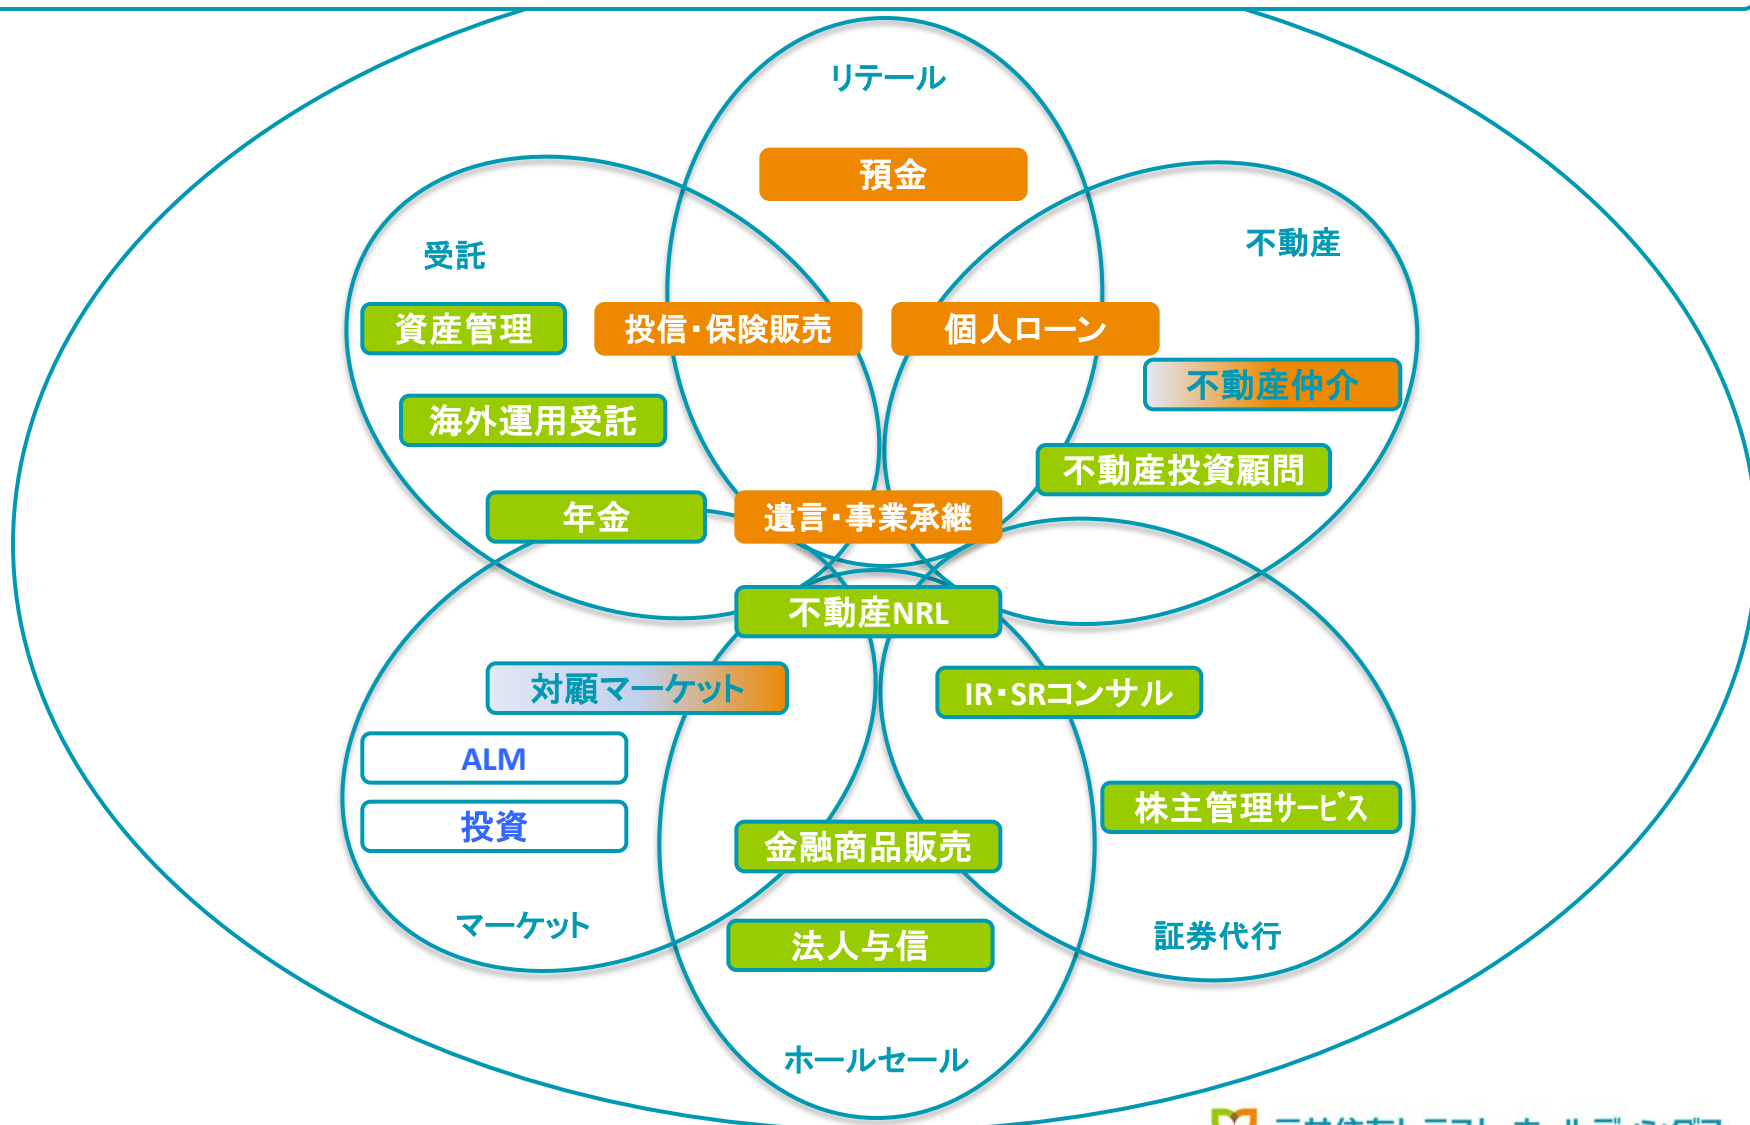 リテール
預金
受託
不動産
資産管理
投信・保険販売
個人ローン
不動産仲介
海外運用受託
不動産投資顧問
年金
遺言・事業承継
不動産NRL
対顧マーケット
IR・SRコンサル
ALM
投資
株主管理サービス
金融商品販売
マーケット
法人与信
証券代行
ホールセール